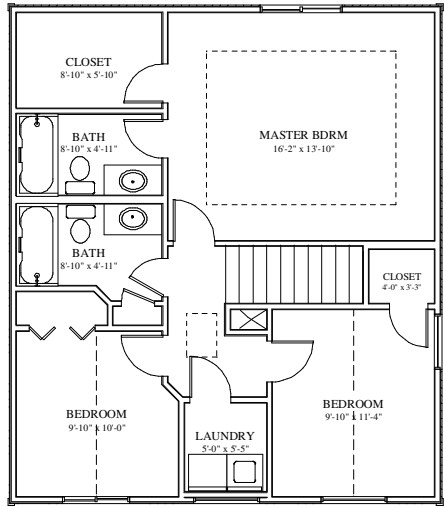 CLOSET
8'-10" x 5'-10"
BATH
8'-10" x 4'-11"
MASTER BDRM
16'-2" x 13'-10"
BATH
8'-10" x 4'-11"
CLOSET
4'-0" x 3'-3"
BEDROOM
9'-10" x 10'-0"
BEDROOM
9'-10" x 11'-4"
LAUNDRY
5'-0" x 5'-5"